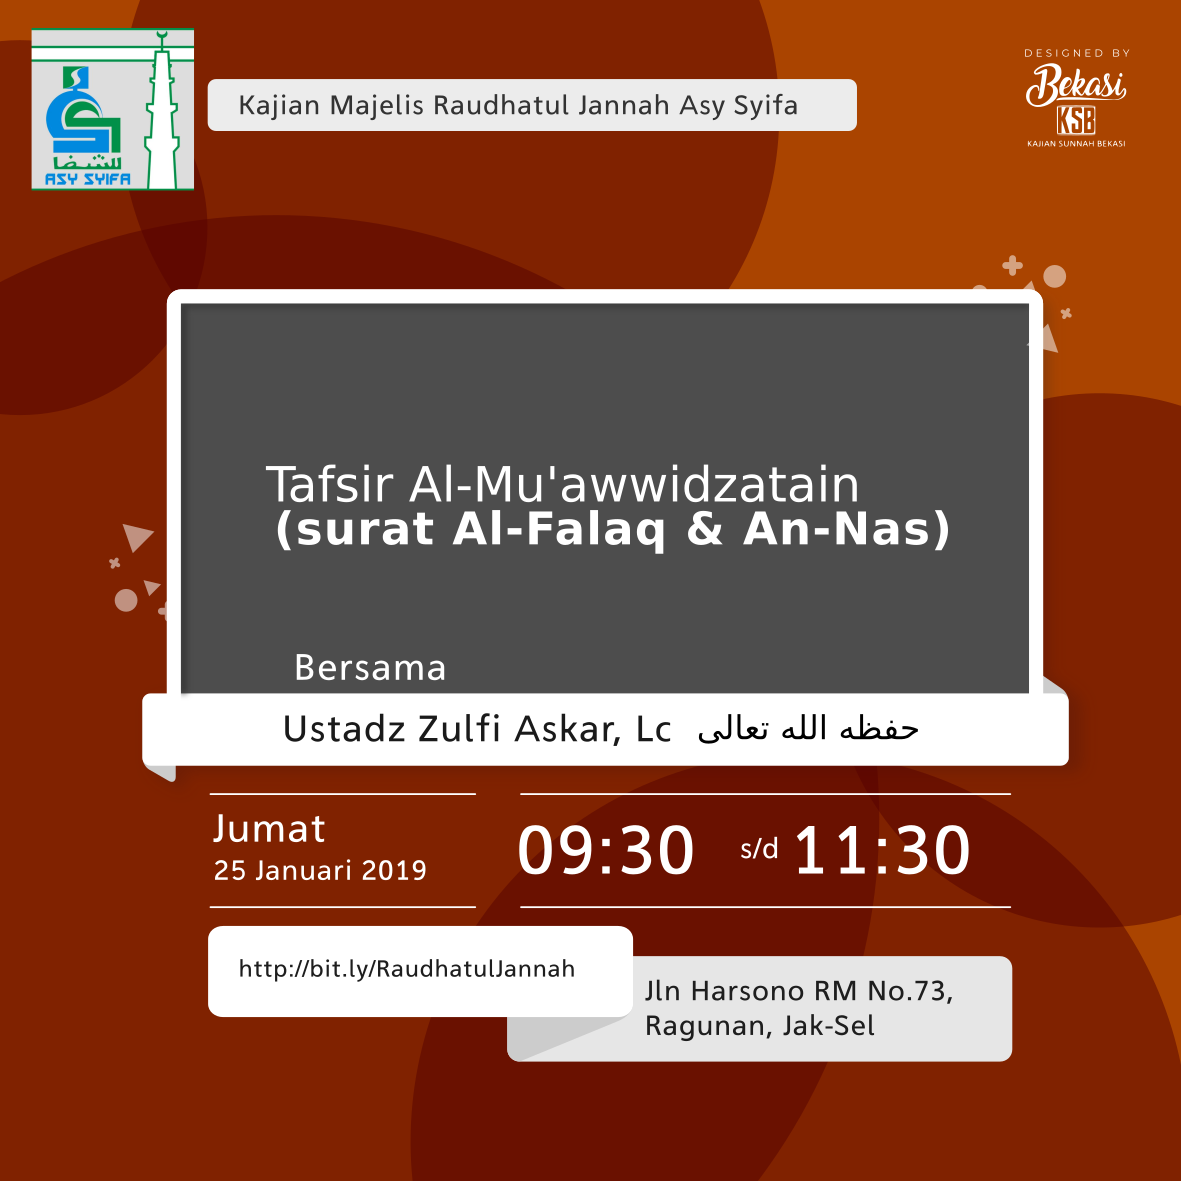 للشفاء
ASY SYIFA
Kajian Majelis Raudhatul Jannah Asy Syifa
DESIGNED BY
Bekasi
KSB
KAJIAN SUNNAH BEKASI
Tafsir Al-Mu'awwidzatain
(surat Al-Falaq & An-Nas)
Bersama
Ustadz Zulfi Askar, Lc حفظه الله تعالى
Jumat
25 Januari 2019
09:30 s/d 11:30
http://bit.ly/RaudhatulJannah
Jln Harsono RM No.73,
Ragunan, Jak-Sel